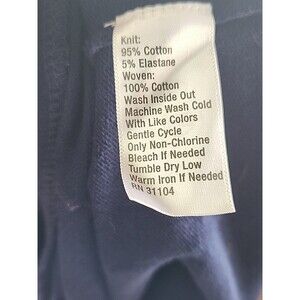 Knit:
95% Cotton
5% Elastane
Woven:
100% Cotton
Wash Inside Out
Machine Wash Cold
With Like Colors
Gentle Cycle
Only Non-Chlorine
Bleach If Needed
Tumble Dry Low
Warm Iron If Needed
RN 31104